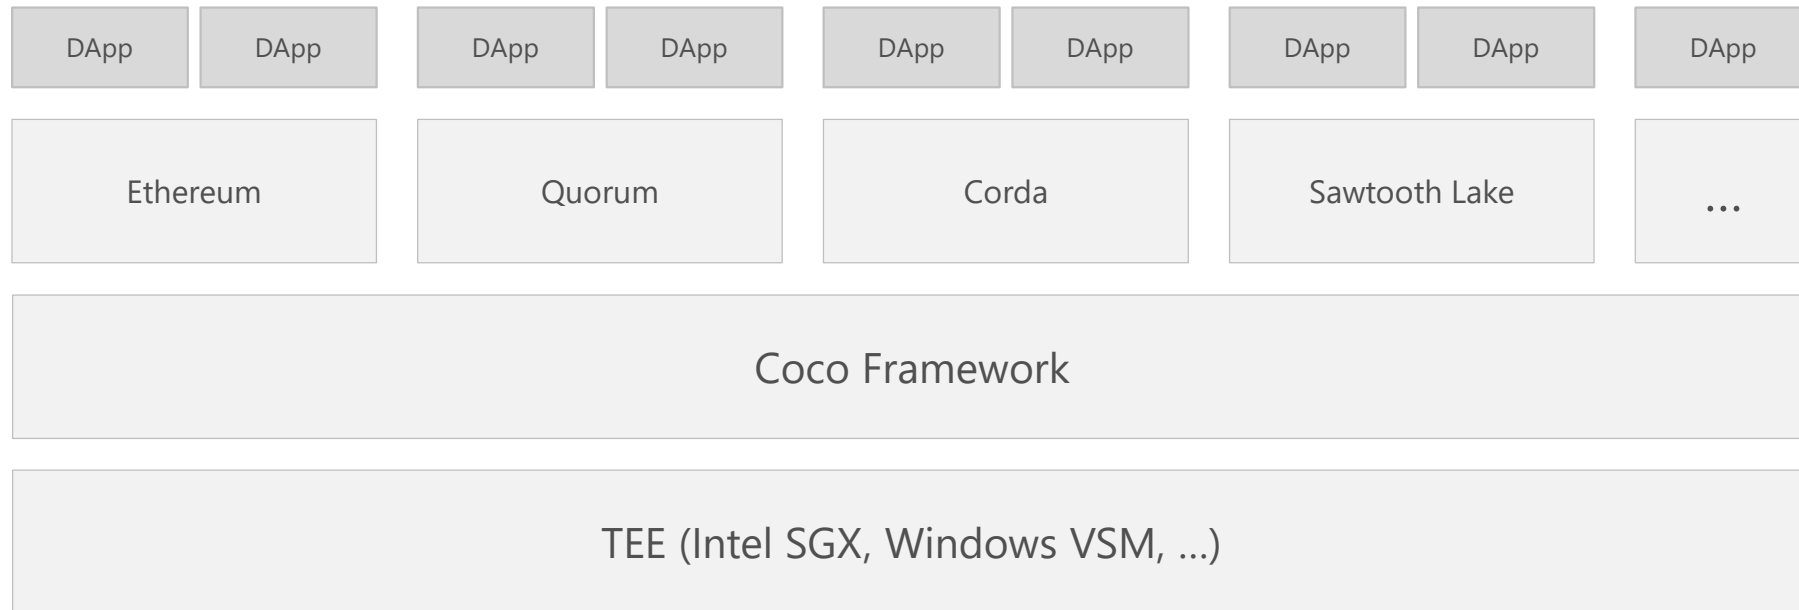 DApp DApp DApp DApp DApp DApp DApp DApp DApp
Ethereum Quorum Corda Sawtooth Lake ...
Coco Framework
TEE (Intel SGX, Windows VSM, ...)